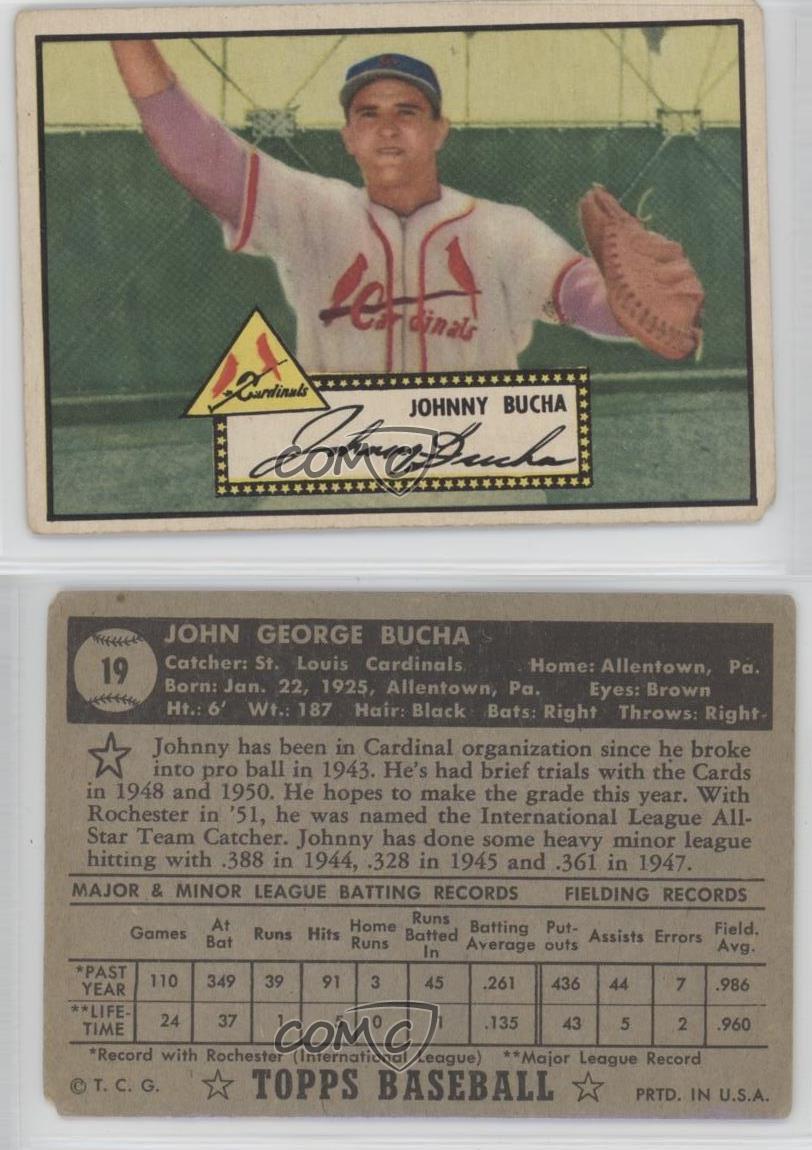 Cardinals
Cardinals
JOHNNY BUCHA
Johnny Bucha
COMC
19
JOHN GEORGE BUCHA
Catcher: St. Louis Cardinals Home: Allentown, Pa.
Born: Jan. 22, 1925, Allentown, Pa. Eyes: Brown
Ht.: 6' Wt.: 187 Hair: Black Bats: Right Throws: Right
Johnny has been in Cardinal organization since he broke
into pro ball in 1943. He's had brief trials with the Cards
in 1948 and 1950. He hopes to make the grade this year. With
Rochester in '51, he was named the International League All-
Star Team Catcher. Johnny has done some heavy minor league
hitting with .388 in 1944, .328 in 1945 and .361 in 1947.
MAJOR & MINOR LEAGUE BATTING RECORDS FIELDING RECORDS
Games At Bat Runs Hits Home Runs Runs Batted In Batting Average Put-outs Assists Errors Field. Avg.
*PAST YEAR 110 349 39 91 3 45 .261 436 44 7 .986
**LIFE-TIME 24 37 1 5 0 1 .135 43 5 2 .960
COMC
*Record with Rochester (International League) **Major League Record
© T. C. G. TOPPS BASEBALL PRTD. IN U.S.A.